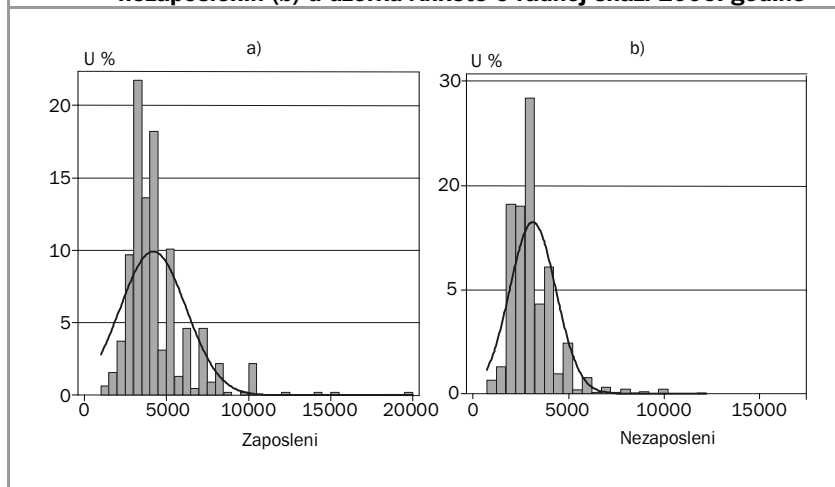 nezaposlenih (b) u uzorku Ankete o radnoj snazi godine
a)
U %
20
15
10
5
0
0 5000 10000 15000 20000
Zaposleni
b)
U %
30
20
5
0
0 5000 10000 15000
Nezaposleni